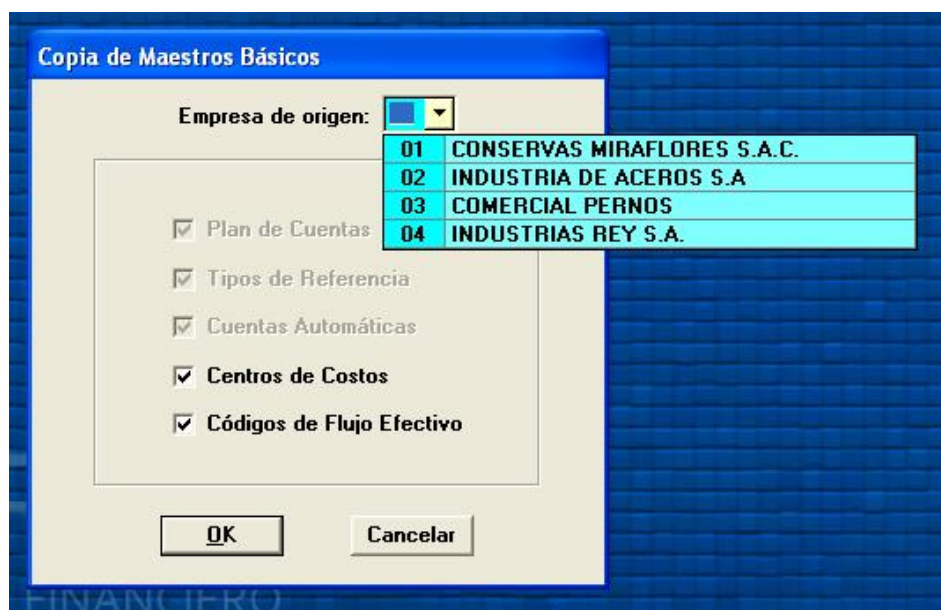 Copia de Maestros Básicos
Empresa de origen:
01 CONSERVAS MIRAFLORES S.A.C.
02 INDUSTRIA DE ACEROS S.A
03 COMERCIAL PERNOS
04 INDUSTRIAS REY S.A.
Plan de Cuentas
Tipos de Referencia
Cuentas Automáticas
Centros de Costos
Códigos de Flujo Efectivo
OK Cancelar
FINANCIERO